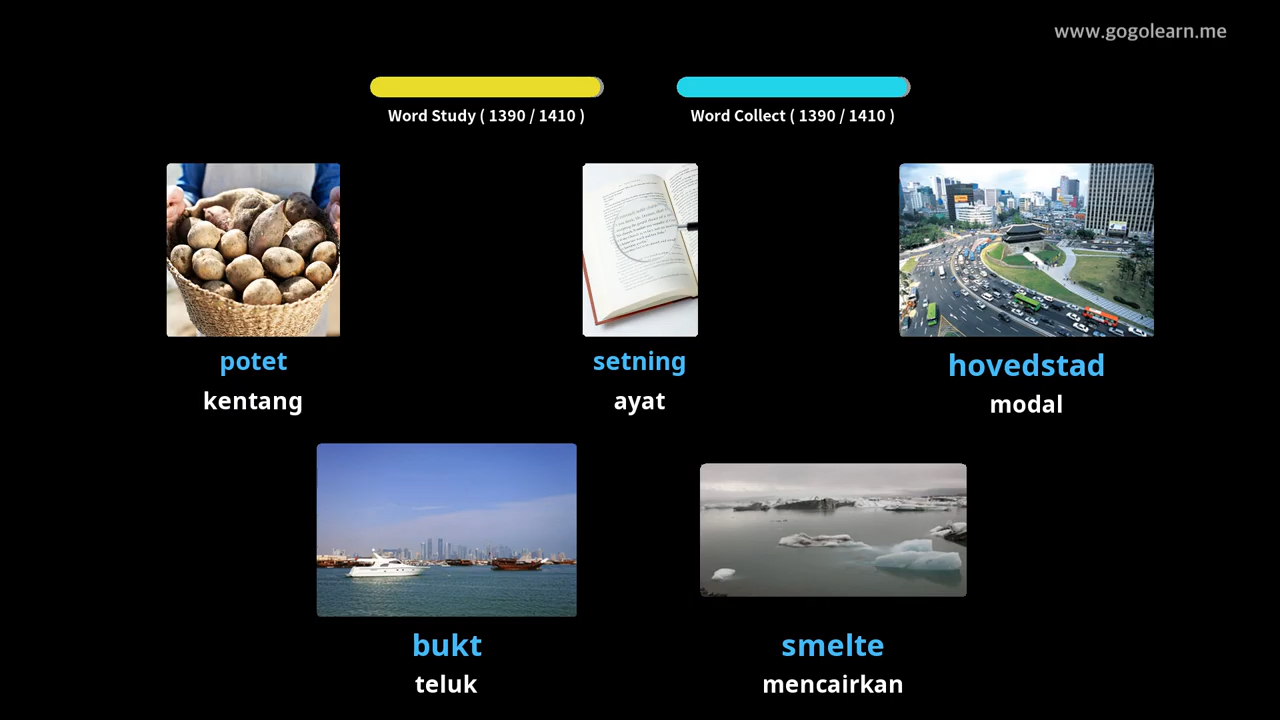 www.gogolearn.me
Word Study ( 1390 / 1410 )
Word Collect ( 1390 / 1410 )
potet
kentang
setning
ayat
hovedstad
modal
bukt
teluk
smelte
mencairkan